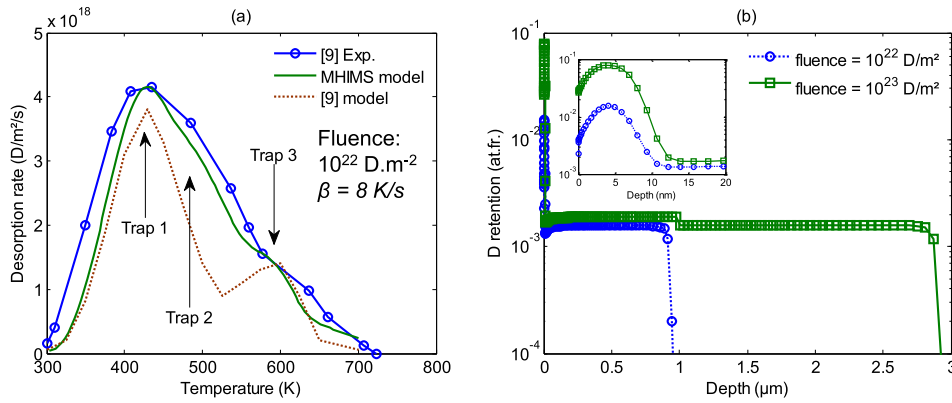 (a)
x 10^18
5
4
3
2
1
0
300
400
500
600
700
800
Desorption rate (D/m²/s)
Temperature (K)
[9] Exp.
MHIMS model
[9] model
Fluence:
10^22 D.m^-2
β = 8 K/s
Trap 1
Trap 2
Trap 3
(b)
10^-1
10^-2
10^-3
10^-4
0
0.5
1
1.5
2
2.5
3
D retention (at.fr.)
Depth (µm)
fluence = 10^22 D/m²
fluence = 10^23 D/m²
10^-1
10^-2
10^-3
0
5
10
15
20
Depth (nm)